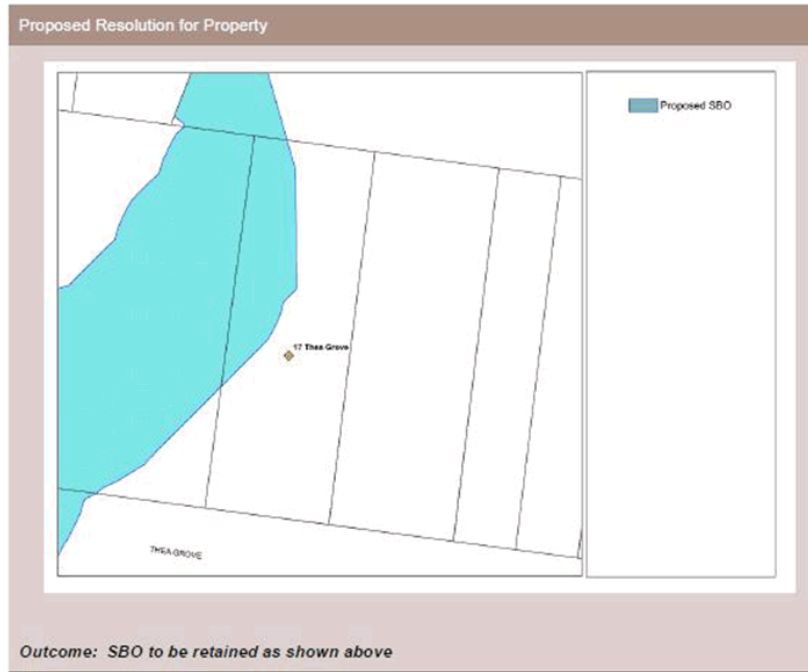 Proposed Resolution for Property
Proposed SBO
17 Thea Grove
THEA GROVE
Outcome: SBO to be retained as shown above